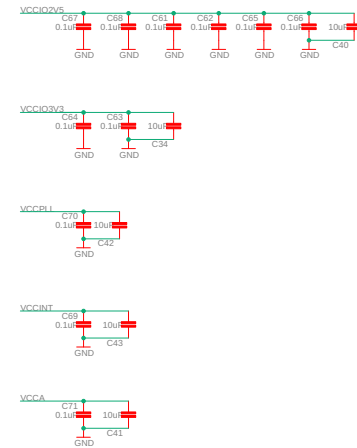 VCCIO2V5
C67 C68 C61 C62 C65 C66
0.1uF 0.1uF 0.1uF 0.1uF 0.1uF 0.1uF 10uF
C40
GND GND GND GND GND GND
VCCIO3V3
C64 C63
0.1uF 0.1uF 10uF
C34
GND GND
VCCPLL
C70
0.1uF 10uF
C42
GND
VCCINT
C69
0.1uF 10uF
C43
GND
VCCA
C71
0.1uF 10uF
C41
GND